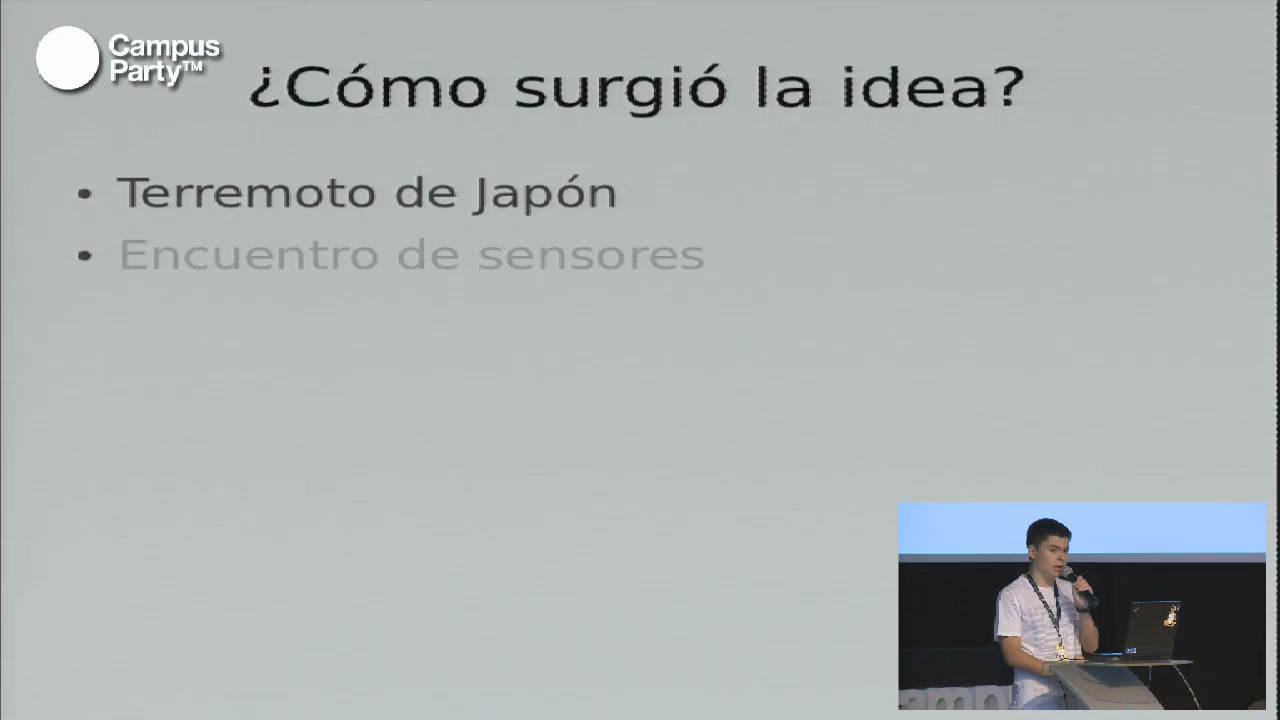 Campus
Party™
¿Cómo surgió la idea?
• Terremoto de Japón
• Encuentro de sensores